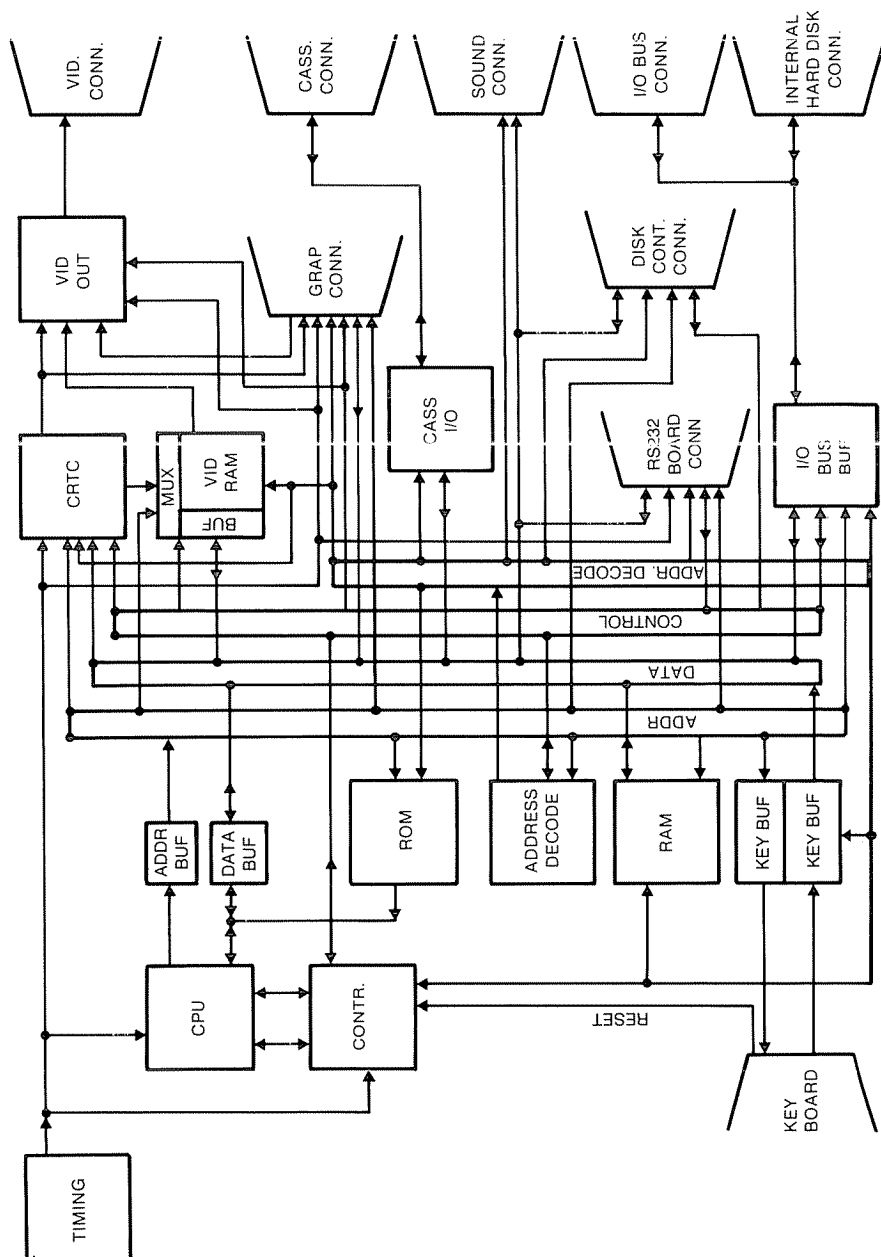 VID.
CONN.
CASS.
CONN.
SOUND
CONN.
I/O BUS
CONN.
INTERNAL
HARD DISK
CONN.
VID
OUT
GRAP
CONN.
DISK
CONT.
CONN.
CRTC
MUX
VID
RAM
BUF
CASS
I/O
RS232
BOARD
CONN
I/O
BUS
BUF
ADDR. DECODE
CONTROL
DATA
ADDR
ADDR
BUF
DATA
BUF
ROM
ADDRESS
DECODE
RAM
KEY BUF
KEY BUF
CPU
CONTR.
RESET
KEY
BOARD
TIMING